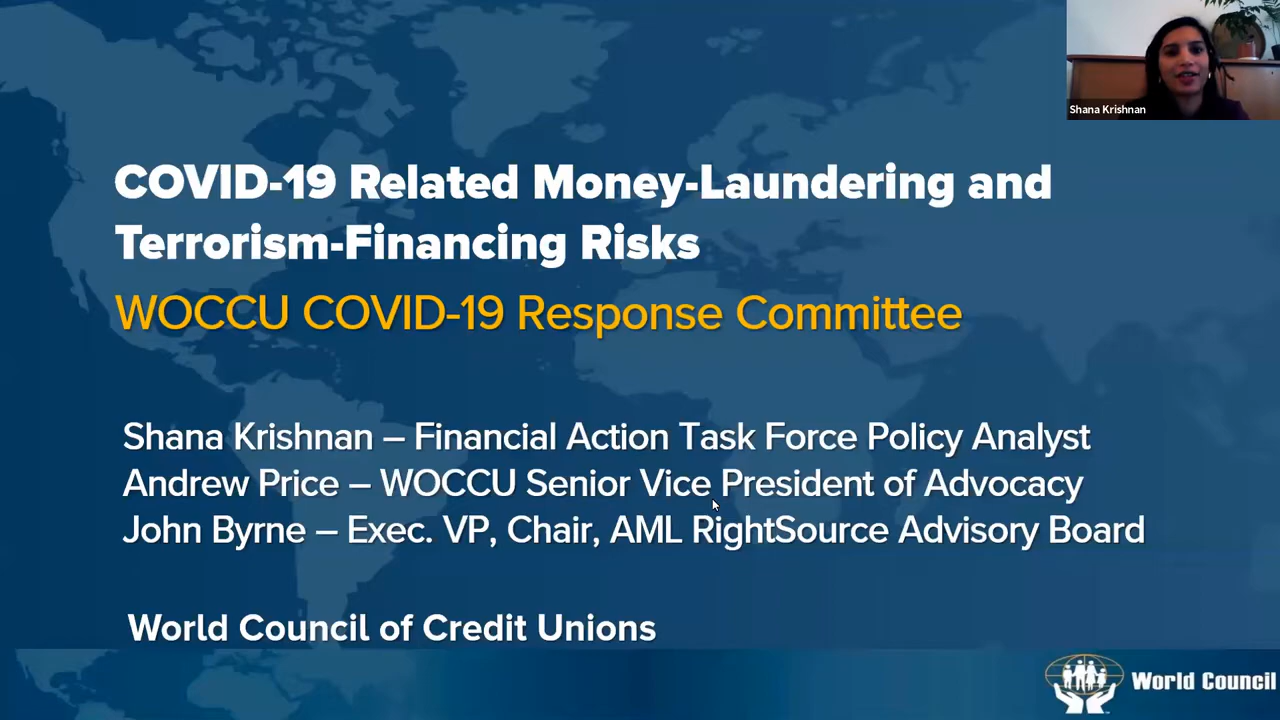 Shana Krishnan
COVID-19 Related Money-Laundering and
Terrorism-Financing Risks
WOCCU COVID-19 Response Committee
Shana Krishnan – Financial Action Task Force Policy Analyst
Andrew Price – WOCCU Senior Vice President of Advocacy
John Byrne – Exec. VP, Chair, AML RightSource Advisory Board
World Council of Credit Unions
World Council